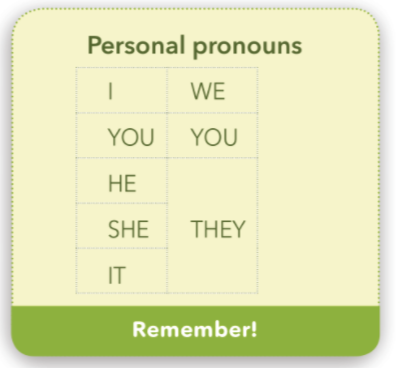 Personal pronouns
I WE
YOU YOU
HE
SHE THEY
IT
Remember!